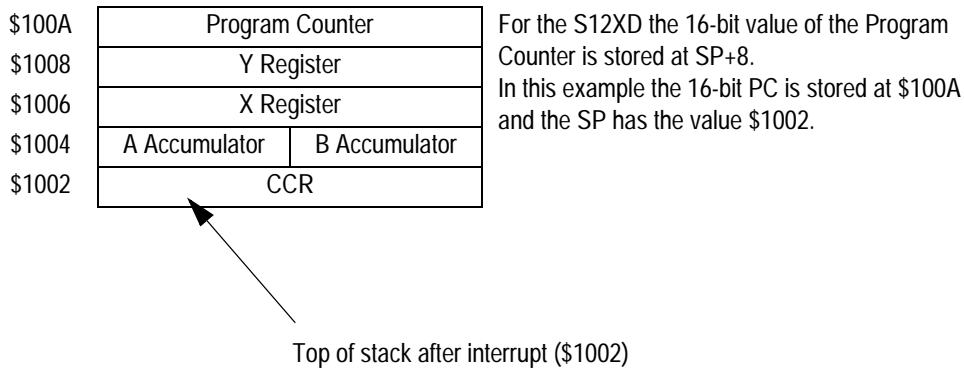 $100A Program Counter
$1008 Y Register
$1006 X Register
$1004 A Accumulator B Accumulator
$1002 CCR
For the S12XD the 16-bit value of the Program
Counter is stored at SP+8.
In this example the 16-bit PC is stored at $100A
and the SP has the value $1002.
Top of stack after interrupt ($1002)